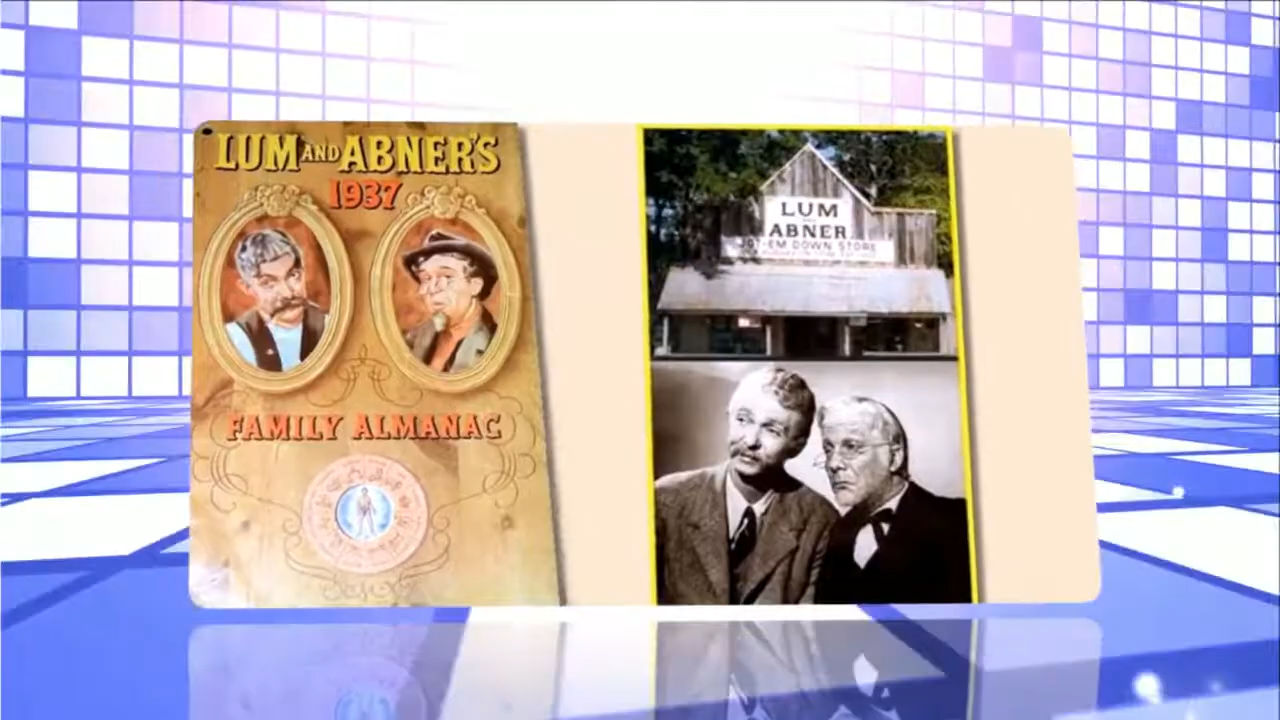 LUM AND ABNER'S
1937
FAMILY ALMANAC
LUM
AND
ABNER
JOT-EM DOWN STORE